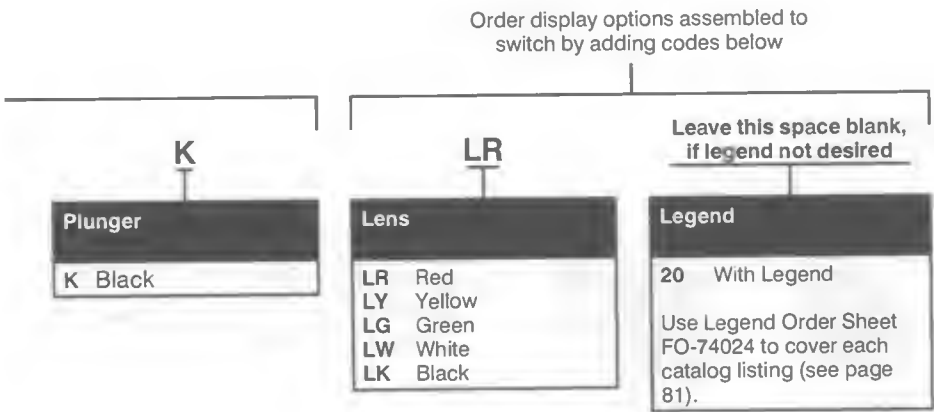 Order display options assembled to
switch by adding codes below
K
LR
Leave this space blank,
if legend not desired
Plunger
K Black
Lens
LR Red
LY Yellow
LG Green
LW White
LK Black
Legend
20 With Legend
Use Legend Order Sheet
FO-74024 to cover each
catalog listing (see page
81).